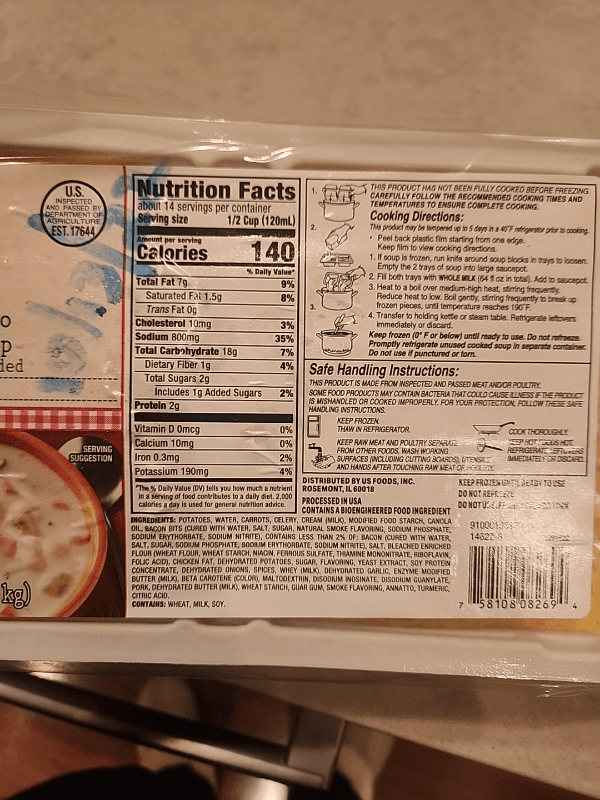 U.S.
INSPECTED
AND PASSED BY
DEPARTMENT OF
AGRICULTURE
EST. 17644
SERVING
SUGGESTION
kg)
Nutrition Facts
about 14 servings per container
Serving size 1/2 Cup (120mL)
Amount per serving
Calories 140
% Daily Value*
Total Fat 7g 9%
Saturated Fat 1.5g 8%
Trans Fat 0g
Cholesterol 10mg 3%
Sodium 800mg 35%
Total Carbohydrate 18g 7%
Dietary Fiber 1g 4%
Total Sugars 2g
Includes 1g Added Sugars 2%
Protein 2g
Vitamin D 0mcg 0%
Calcium 10mg 0%
Iron 0.3mg 2%
Potassium 190mg 4%
*The % Daily Value (DV) tells you how much a nutrient
in a serving of food contributes to a daily diet. 2,000
calories a day is used for general nutrition advice.
1.
2.
3.
THIS PRODUCT HAS NOT BEEN FULLY COOKED BEFORE FREEZING.
CAREFULLY FOLLOW THE RECOMMENDED COOKING TIMES AND
TEMPERATURES TO ENSURE COMPLETE COOKING.
Cooking Directions:
This product may be tempered up to 5 days in a 40°F refrigerator prior to cooking.
• Peel back plastic film starting from one edge.
Keep film to view cooking directions.
1. If soup is frozen, run knife around soup blocks in trays to loosen.
Empty the 2 trays of soup into large saucepot.
2. Fill both trays with WHOLE MILK (64 fl oz in total). Add to saucepot.
3. Heat to a boil over medium-high heat, stirring frequently.
Reduce heat to low. Boil gently, stirring frequently to break up
frozen pieces, until temperature reaches 190°F.
4. Transfer to holding kettle or steam table. Refrigerate leftovers
immediately or discard.
Keep frozen (0° F or below) until ready to use. Do not refreeze.
Promptly refrigerate unused cooked soup in separate container.
Do not use if punctured or torn.
Safe Handling Instructions:
THIS PRODUCT IS MADE FROM INSPECTED AND PASSED MEAT AND/OR POULTRY.
SOME FOOD PRODUCTS MAY CONTAIN BACTERIA THAT COULD CAUSE ILLNESS IF THE PRODUCT
IS MISHANDLED OR COOKED IMPROPERLY. FOR YOUR PROTECTION, FOLLOW THESE SAFE
HANDLING INSTRUCTIONS.
KEEP FROZEN.
THAW IN REFRIGERATOR.
COOK THOROUGHLY.
KEEP RAW MEAT AND POULTRY SEPARATE
FROM OTHER FOODS. WASH WORKING
SURFACES (INCLUDING CUTTING BOARDS), UTENSILS
AND HANDS AFTER TOUCHING RAW MEAT OR POULTRY.
KEEP HOT FOODS HOT.
REFRIGERATE LEFTOVERS
IMMEDIATELY OR DISCARD.
DISTRIBUTED BY US FOODS, INC.
ROSEMONT, IL 60018
PROCESSED IN USA
CONTAINS A BIOENGINEERED FOOD INGREDIENT
KEEP FROZEN UNTIL READY TO USE
DO NOT REFREEZE
DO NOT USE IF
INGREDIENTS: POTATOES, WATER, CARROTS, CELERY, CREAM (MILK), MODIFIED FOOD STARCH, CANOLA
OIL, BACON BITS (CURED WITH WATER, SALT, SUGAR, NATURAL SMOKE FLAVORING, SODIUM PHOSPHATE,
SODIUM ERYTHORBATE, SODIUM NITRITE), CONTAINS LESS THAN 2% OF: BACON (CURED WITH WATER,
SALT, SUGAR, SODIUM PHOSPHATE, SODIUM ERYTHORBATE, SODIUM NITRITE), SALT, BLEACHED ENRICHED
FLOUR (WHEAT FLOUR, WHEAT STARCH, NIACIN, FERROUS SULFATE, THIAMINE MONONITRATE, RIBOFLAVIN,
FOLIC ACID), CHICKEN FAT, DEHYDRATED POTATOES, SUGAR, FLAVORING, YEAST EXTRACT, SOY PROTEIN
CONCENTRATE, DEHYDRATED ONIONS, SPICES, WHEY (MILK), DEHYDRATED GARLIC, ENZYME MODIFIED
BUTTER (MILK), BETA CAROTENE (COLOR), MALTODEXTRIN, DISODIUM INOSINATE, DISODIUM GUANYLATE,
PORK, DEHYDRATED BUTTER (MILK), WHEAT STARCH, GUAR GUM, SMOKE FLAVORING, ANNATTO, TURMERIC,
CITRIC ACID.
CONTAINS: WHEAT, MILK, SOY.
7 58108 08269 4